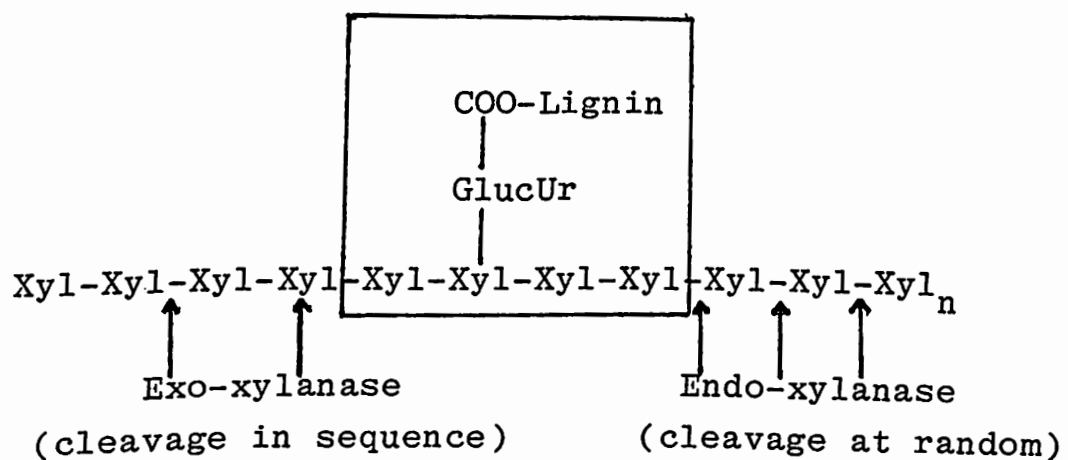 COO-Lignin
GlucUr
Xyl-Xyl-Xyl-Xyl-Xyl-Xyl-Xyl-Xyl-Xyl-Xyl-Xyln
Exo-xylanase Endo-xylanase
(cleavage in sequence) (cleavage at random)